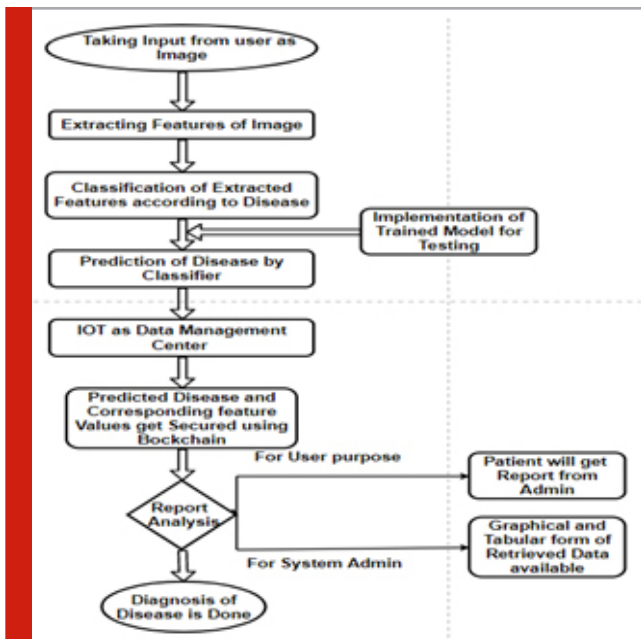 Taking Input from user as
Image
Extracting Features of Image
Classification of Extracted
Features according to Disease
Implementation of
Trained Model for
Testing
Prediction of Disease by
Classifier
IOT as Data Management
Center
Predicted Disease and
Corresponding feature
Values get Secured using
Bockchain
For User purpose
Patient will get
Report from
Admin
Report
Analysis
Graphical and
Tabular form of
Retrieved Data
available
For System Admin
Diagnosis of
Disease is Done